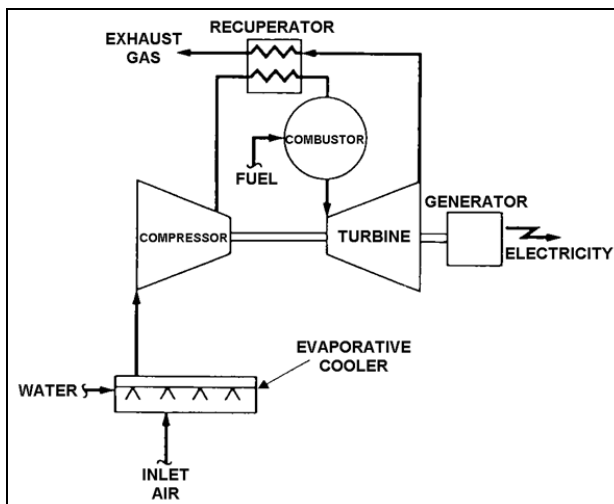 RECUPERATOR
EXHAUST
GAS
COMBUSTOR
FUEL
GENERATOR
COMPRESSOR
TURBINE
ELECTRICITY
EVAPORATIVE
COOLER
WATER
INLET
AIR